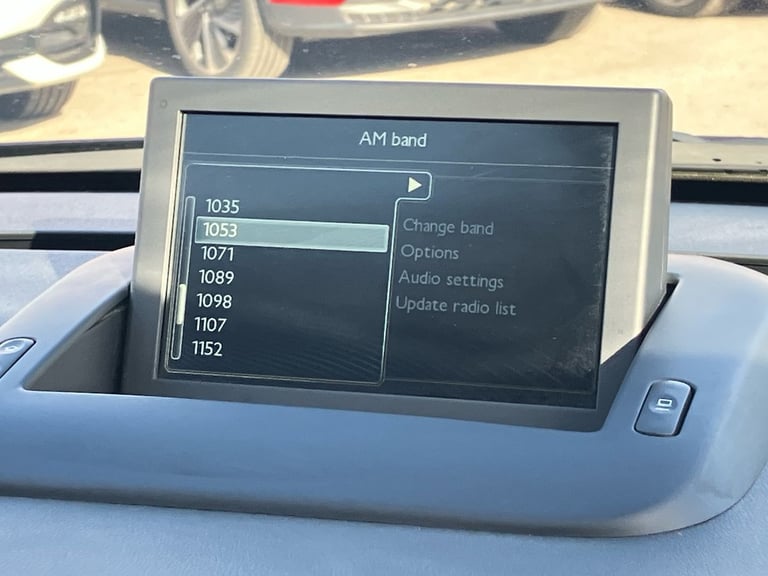 AM band
1035
1053
1071
1089
1098
1107
1152
Change band
Options
Audio settings
Update radio list